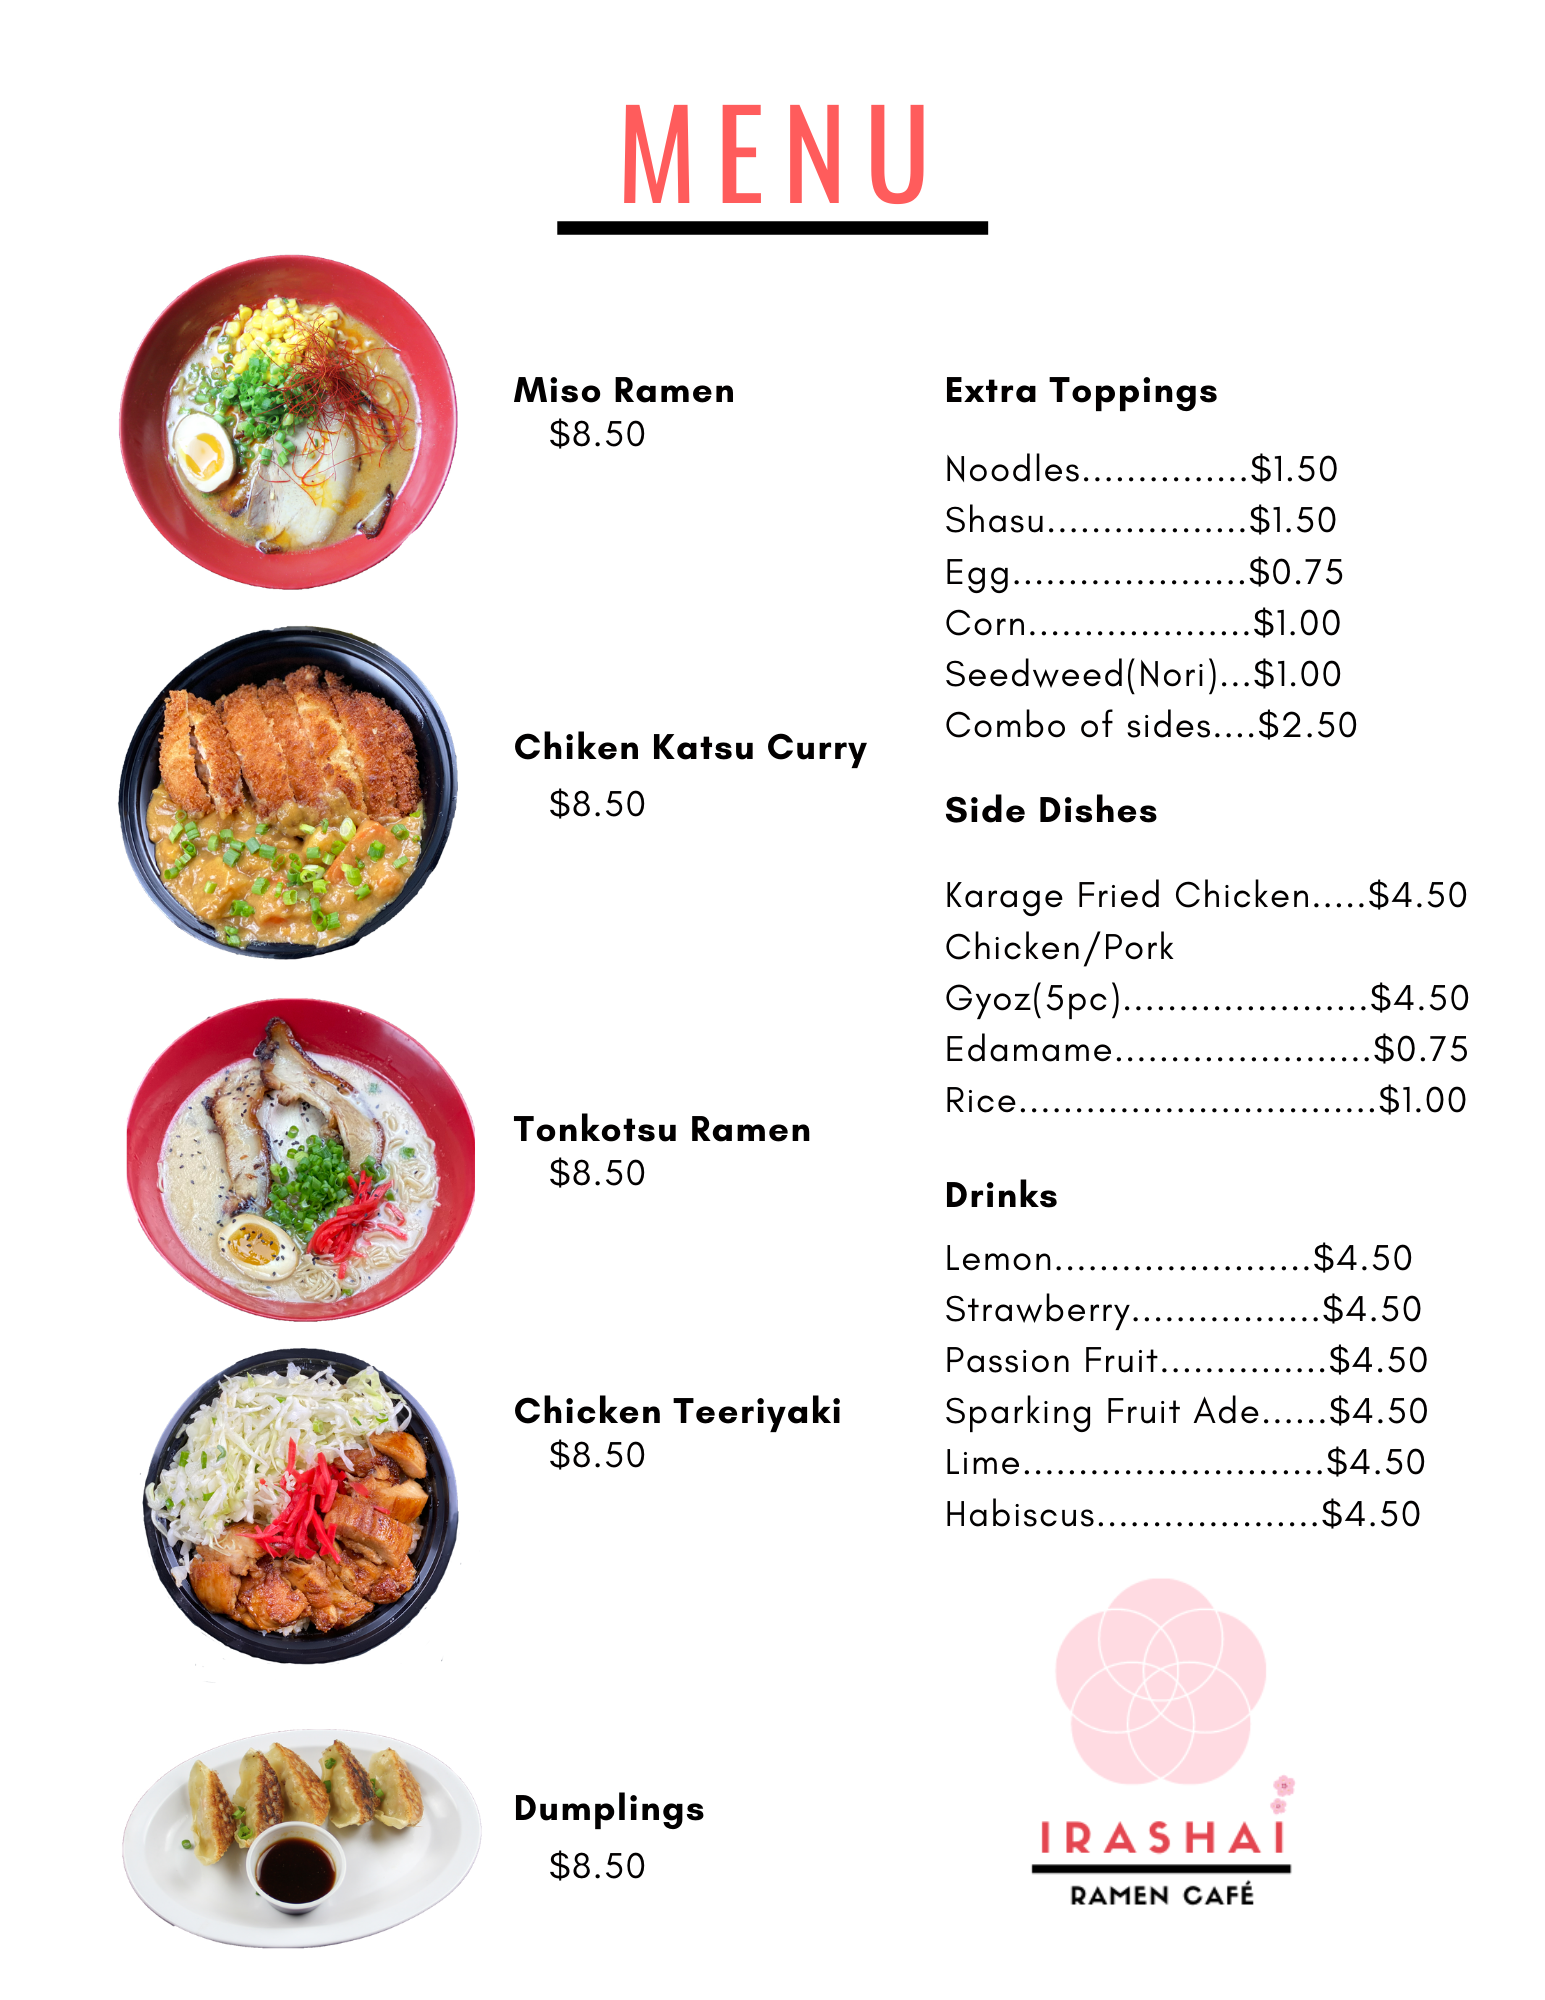 MENU
Miso Ramen
$8.50
Chiken Katsu Curry
$8.50
Tonkotsu Ramen
$8.50
Chicken Teeriyaki
$8.50
Dumplings
$8.50
Extra Toppings
Noodles...............$1.50
Shasu..................$1.50
Egg.....................$0.75
Corn....................$1.00
Seedweed(Nori)...$1.00
Combo of sides....$2.50
Side Dishes
Karage Fried Chicken.....$4.50
Chicken/Pork
Gyoz(5pc)......................$4.50
Edamame.......................$0.75
Rice................................$1.00
Drinks
Lemon.......................$4.50
Strawberry.................$4.50
Passion Fruit...............$4.50
Sparking Fruit Ade......$4.50
Lime...........................$4.50
Habiscus....................$4.50
IRASHAI
RAMEN CAFÉ